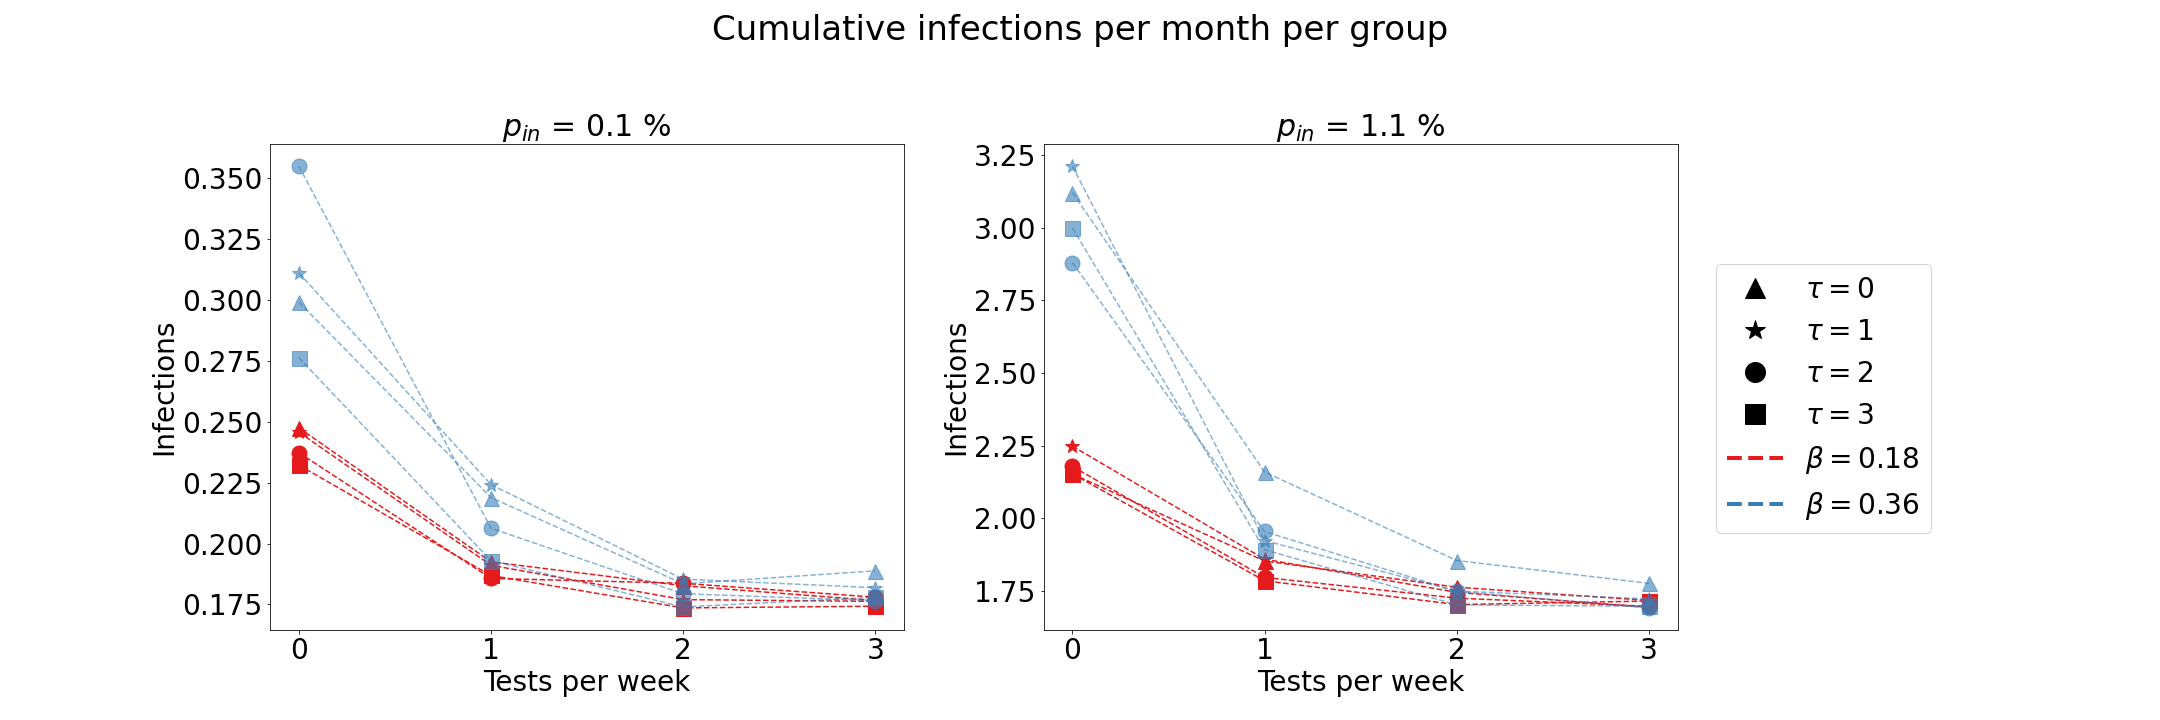 Cumulative infections per month per group
p_in = 0.1 %
Infections
0.350
0.325
0.300
0.275
0.250
0.225
0.200
0.175
0 1 2 3
Tests per week
p_in = 1.1 %
Infections
3.25
3.00
2.75
2.50
2.25
2.00
1.75
0 1 2 3
Tests per week
τ = 0
τ = 1
τ = 2
τ = 3
β = 0.18
β = 0.36